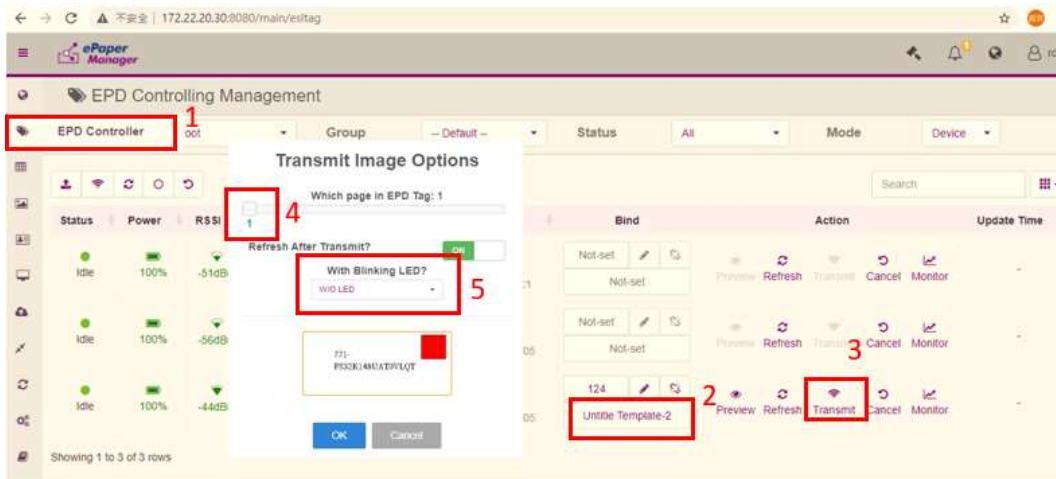 不安全 | 172.22.20.30:8080/main/esltag
ePaper
Manager
EPD Controlling Management
1
EPD Controller
oot
Group
-- Default --
Status
All
Mode
Device
Transmit Image Options
Search
Which page in EPD Tag: 1
4
1
Status
Power
RSSI
Bind
Action
Update Time
Refresh After Transmit?
ON
With Blinking LED?
W/O LED
5
Idle
100%
Not-set
Preview
Refresh
Transmit
Cancel
Monitor
-
Not-set
Idle
100%
Not-set
Preview
Refresh
Transmit
Cancel
Monitor
-
05
Not-set
3
771-
Idle
100%
124
2
Preview
Refresh
Transmit
Cancel
Monitor
-
05
Untitle Template-2
OK
Cancel
Showing 1 to 3 of 3 rows